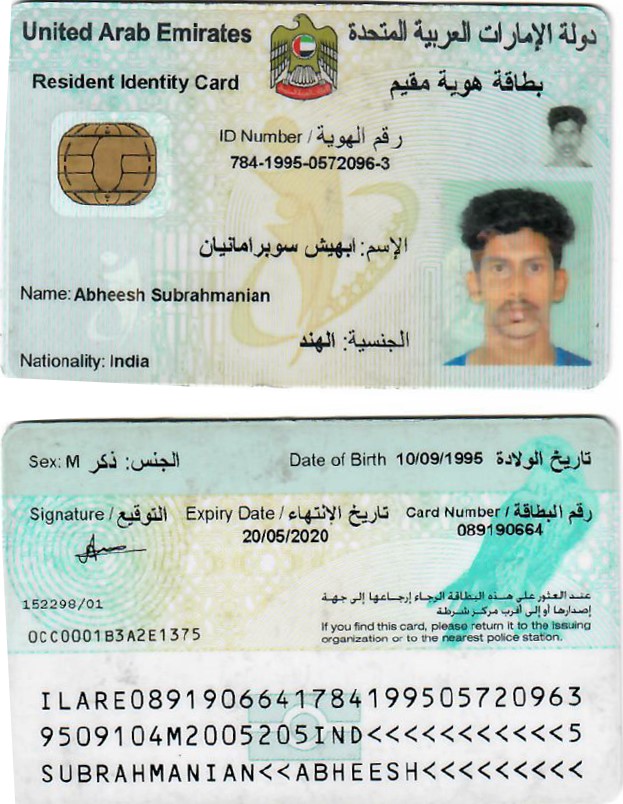 United Arab Emirates دولة الإمارات العربية المتحدة
Resident Identity Card بطاقة هوية مقيم
ID Number / رقم الهوية
784-1995-0572096-3
الإسم: ابهيش سوبرامانيان
Name: Abheesh Subrahmanian
الجنسية: الهند
Nationality: India
Sex: M الجنس: ذكر Date of Birth 10/09/1995 تاريخ الولادة
Signature / التوقيع Expiry Date / تاريخ الإنتهاء Card Number / رقم البطاقة
20/05/2020 089190664
152298/01
عند العثور على هذه البطاقة الرجاء إرجاعها إلى جهة
إصدارها أو إلى أقرب مركز شرطة
If you find this card, please return it to the issuing
organization or to the nearest police station.
OCC0001B3A2E1375
ILARE0891906641784199505720963
9509104M2005205IND<<<<<<<<<<<5
SUBRAHMANIAN<<ABHEESH<<<<<<<<<